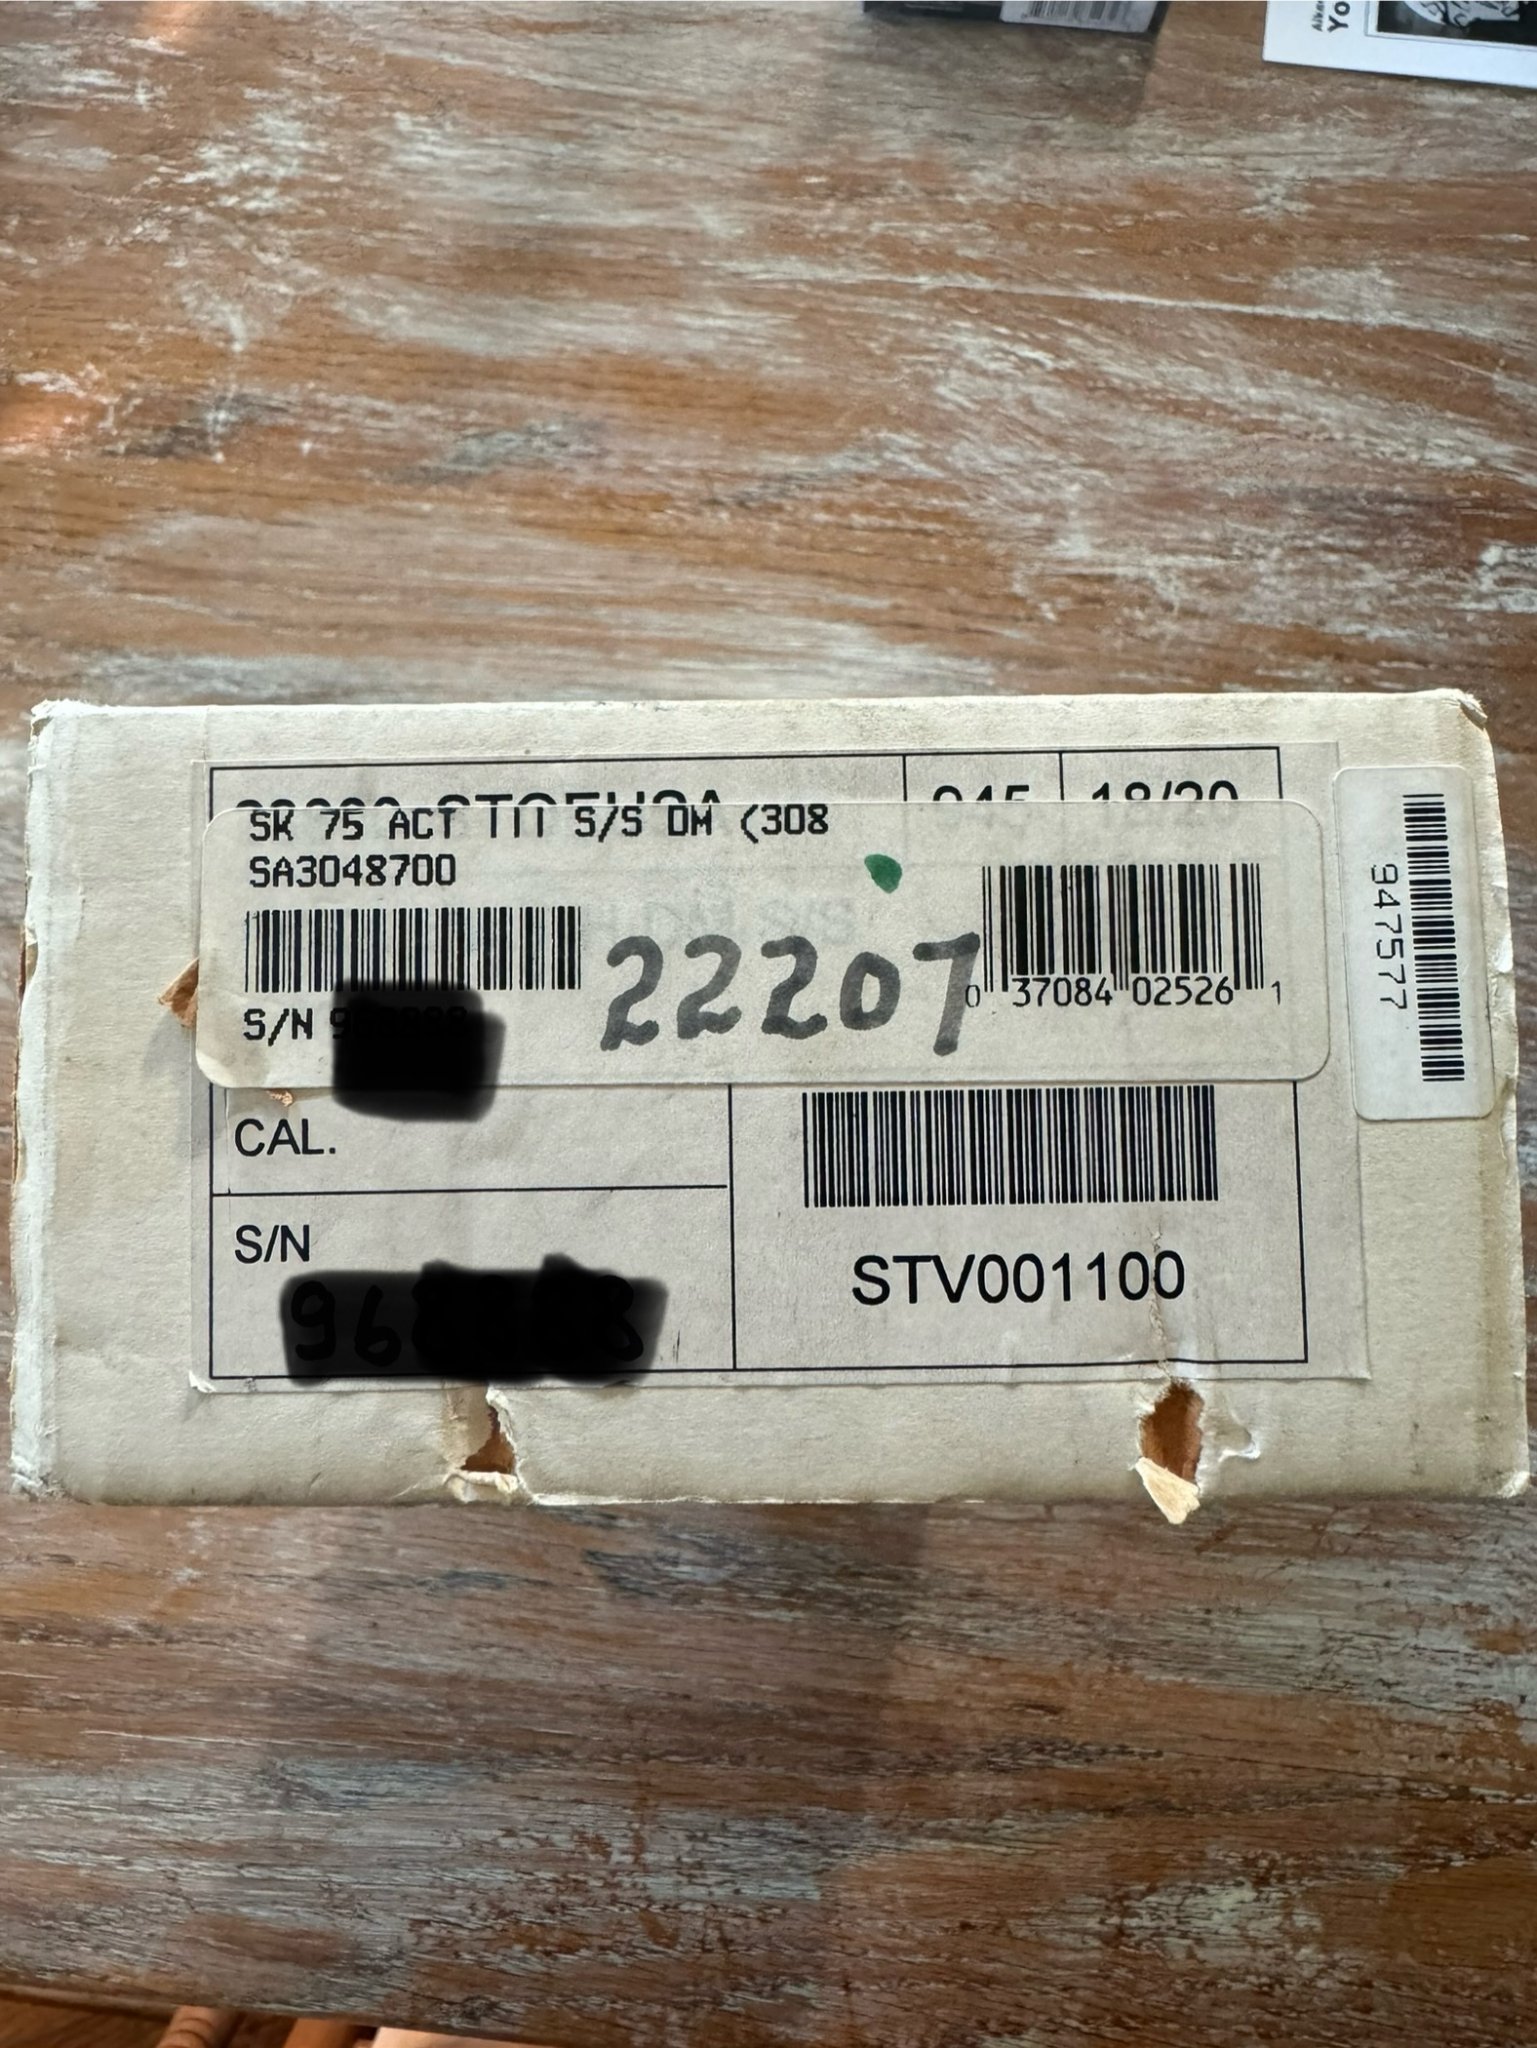 SK 75 ACT TIT S/S DM (308
SA3048700
22207
0 37084 02526 1
S/N
947577
CAL.
S/N
STV001100